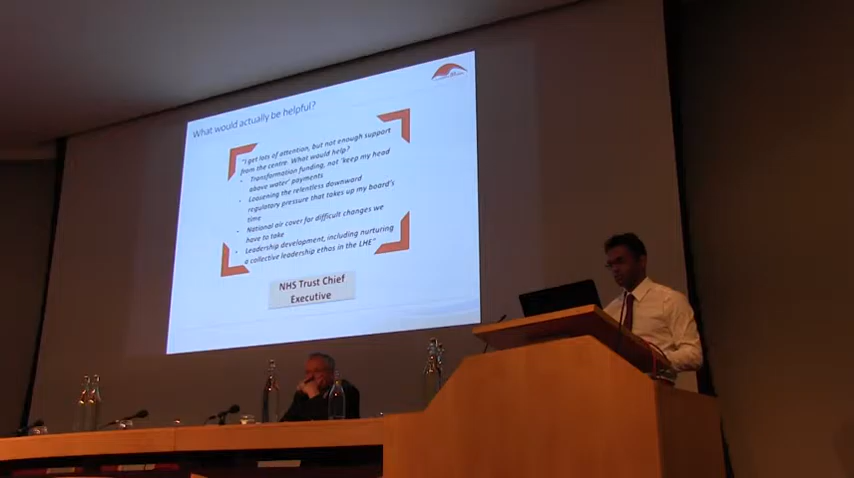 What would actually be helpful?
"I get lots of attention, but not enough support
from the centre. What would help?
- Transformation funding, not 'keep my head
above water' payments
- Loosening the relentless downward
regulatory pressure that takes up my board's
time
- National air cover for difficult changes we
have to take
- Leadership development, including nurturing
a collective leadership ethos in the LHE"
NHS Trust Chief
Executive